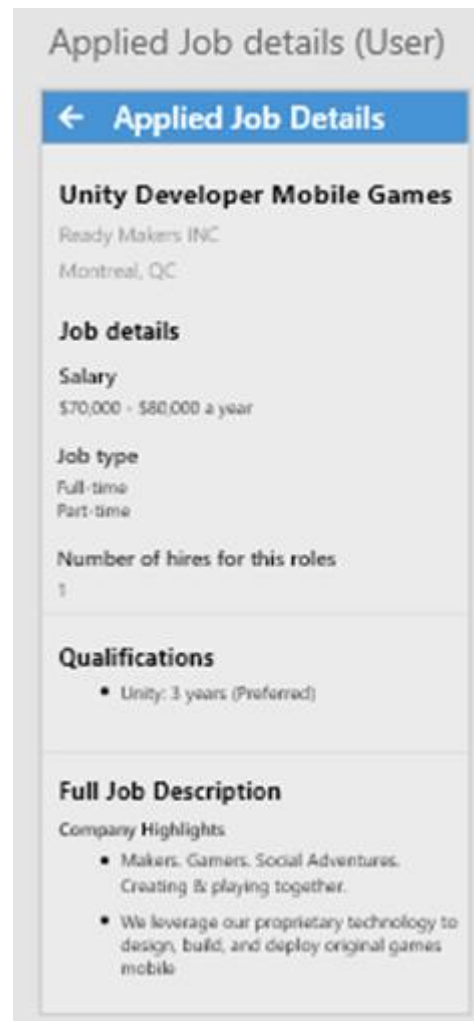 Applied Job details (User)
← Applied Job Details
Unity Developer Mobile Games
Ready Makers INC
Montreal, QC
Job details
Salary
$70,000 - $80,000 a year
Job type
Full-time
Part-time
Number of hires for this roles
1
Qualifications
• Unity: 3 years (Preferred)
Full Job Description
Company Highlights
• Makers. Gamers. Social Adventures.
Creating & playing together.
• We leverage our proprietary technology to
design, build, and deploy original games
mobile